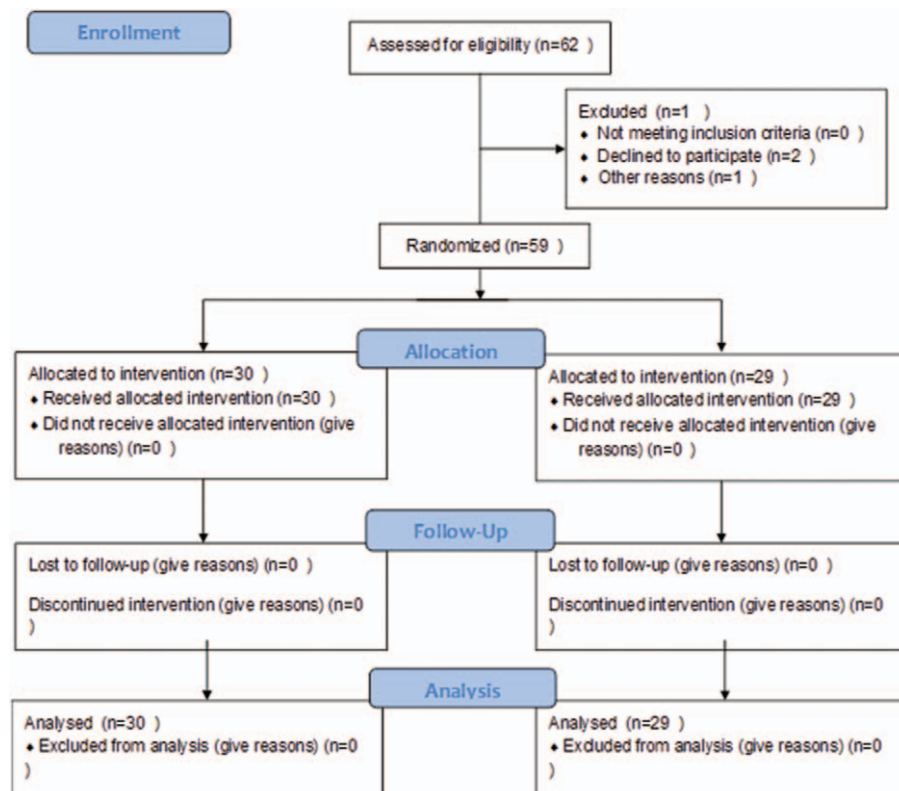 Enrollment
Assessed for eligibility (n=62 )
Excluded (n=1 )
♦ Not meeting inclusion criteria (n=0 )
♦ Declined to participate (n=2 )
♦ Other reasons (n=1 )
Randomized (n=59 )
Allocation
Allocated to intervention (n=30 )
♦ Received allocated intervention (n=30 )
♦ Did not receive allocated intervention (give
reasons) (n=0 )
Allocated to intervention (n=29 )
♦ Received allocated intervention (n=29 )
♦ Did not receive allocated intervention (give
reasons) (n=0 )
Follow-Up
Lost to follow-up (give reasons) (n=0 )
Discontinued intervention (give reasons) (n=0
)
Lost to follow-up (give reasons) (n=0 )
Discontinued intervention (give reasons) (n=0
)
Analysis
Analysed (n=30 )
♦ Excluded from analysis (give reasons) (n=0
)
Analysed (n=29 )
♦ Excluded from analysis (give reasons) (n=0
)